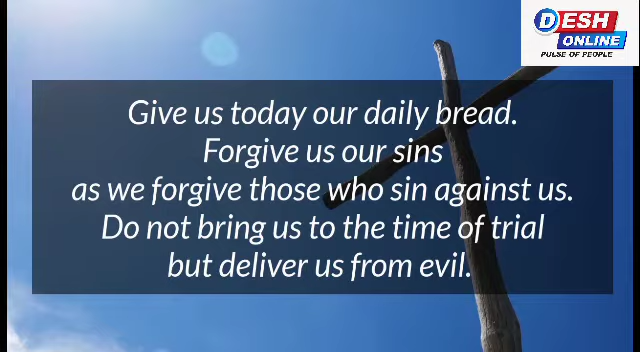 DESH
ONLINE
PULSE OF PEOPLE
Give us today our daily bread.
Forgive us our sins
as we forgive those who sin against us.
Do not bring us to the time of trial
but deliver us from evil.